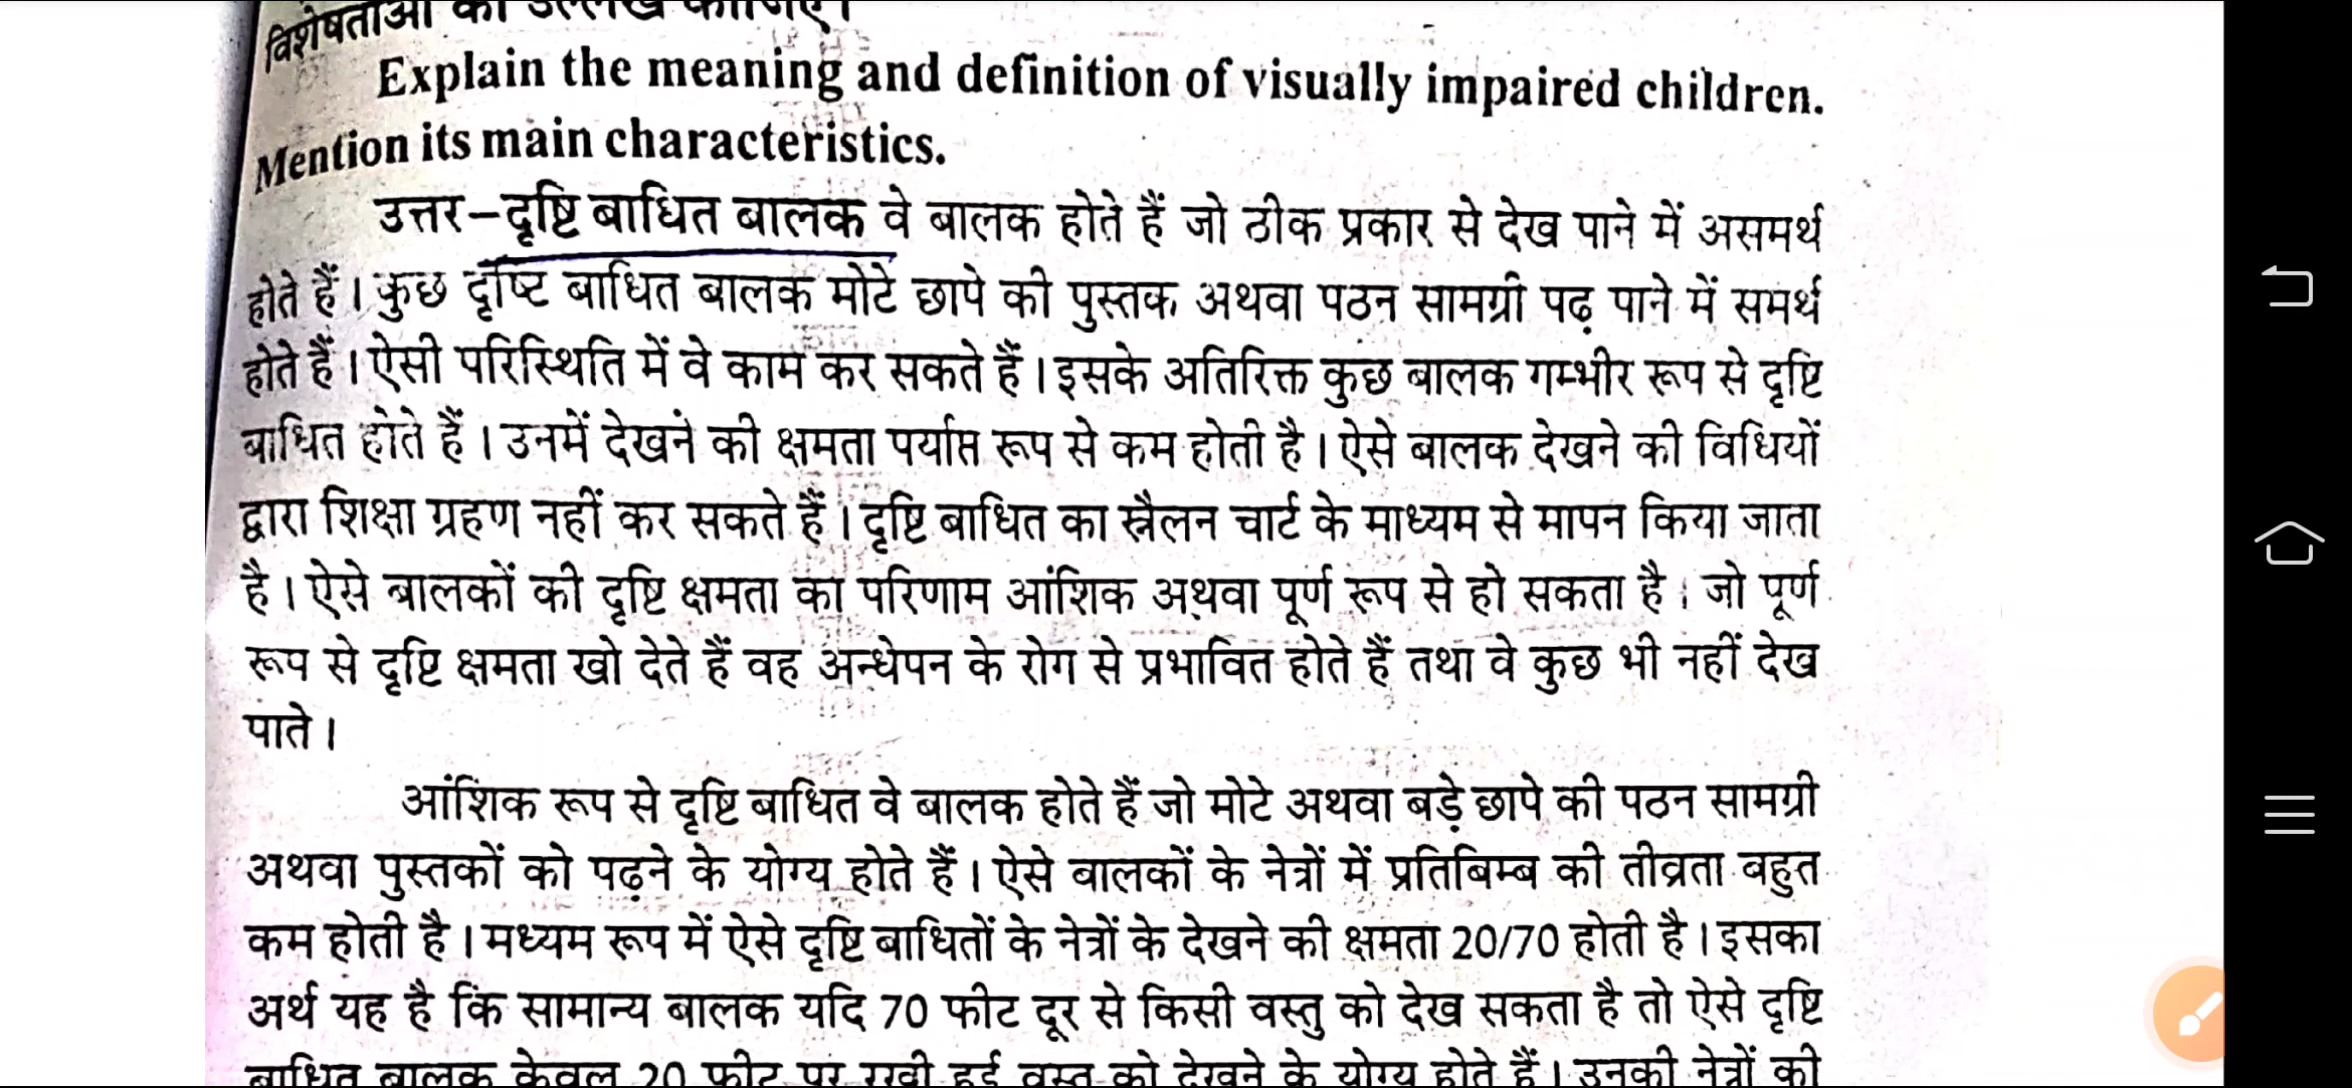 विशेषताओं का उल्लेख कीजिए।
Explain the meaning and definition of visually impaired children.
Mention its main characteristics.
उत्तर–दृष्टि बाधित बालक वे बालक होते हैं जो ठीक प्रकार से देख पाने में असमर्थ
होते हैं। कुछ दृष्टि बाधित बालक मोटे छापे की पुस्तक अथवा पठन सामग्री पढ़ पाने में समर्थ
होते हैं। ऐसी परिस्थिति में वे काम कर सकते हैं। इसके अतिरिक्त कुछ बालक गम्भीर रूप से दृष्टि
बाधित होते हैं। उनमें देखने की क्षमता पर्याप्त रूप से कम होती है। ऐसे बालक देखने की विधियों
द्वारा शिक्षा ग्रहण नहीं कर सकते हैं। दृष्टि बाधित का स्नैलन चार्ट के माध्यम से मापन किया जाता
है। ऐसे बालकों की दृष्टि क्षमता का परिणाम आंशिक अथवा पूर्ण रूप से हो सकता है। जो पूर्ण
रूप से दृष्टि क्षमता खो देते हैं वह अन्धेपन के रोग से प्रभावित होते हैं तथा वे कुछ भी नहीं देख
पाते।
आंशिक रूप से दृष्टि बाधित वे बालक होते हैं जो मोटे अथवा बड़े छापे की पठन सामग्री
अथवा पुस्तकों को पढ़ने के योग्य होते हैं। ऐसे बालकों के नेत्रों में प्रतिबिम्ब की तीव्रता बहुत
कम होती है। मध्यम रूप में ऐसे दृष्टि बाधितों के नेत्रों के देखने की क्षमता 20/70 होती है। इसका
अर्थ यह है कि सामान्य बालक यदि 70 फीट दूर से किसी वस्तु को देख सकता है तो ऐसे दृष्टि
बाधित बालक केवल 20 फीट पर रखी हुई वस्तु को देखने के योग्य होते हैं। उनकी नेत्रों की